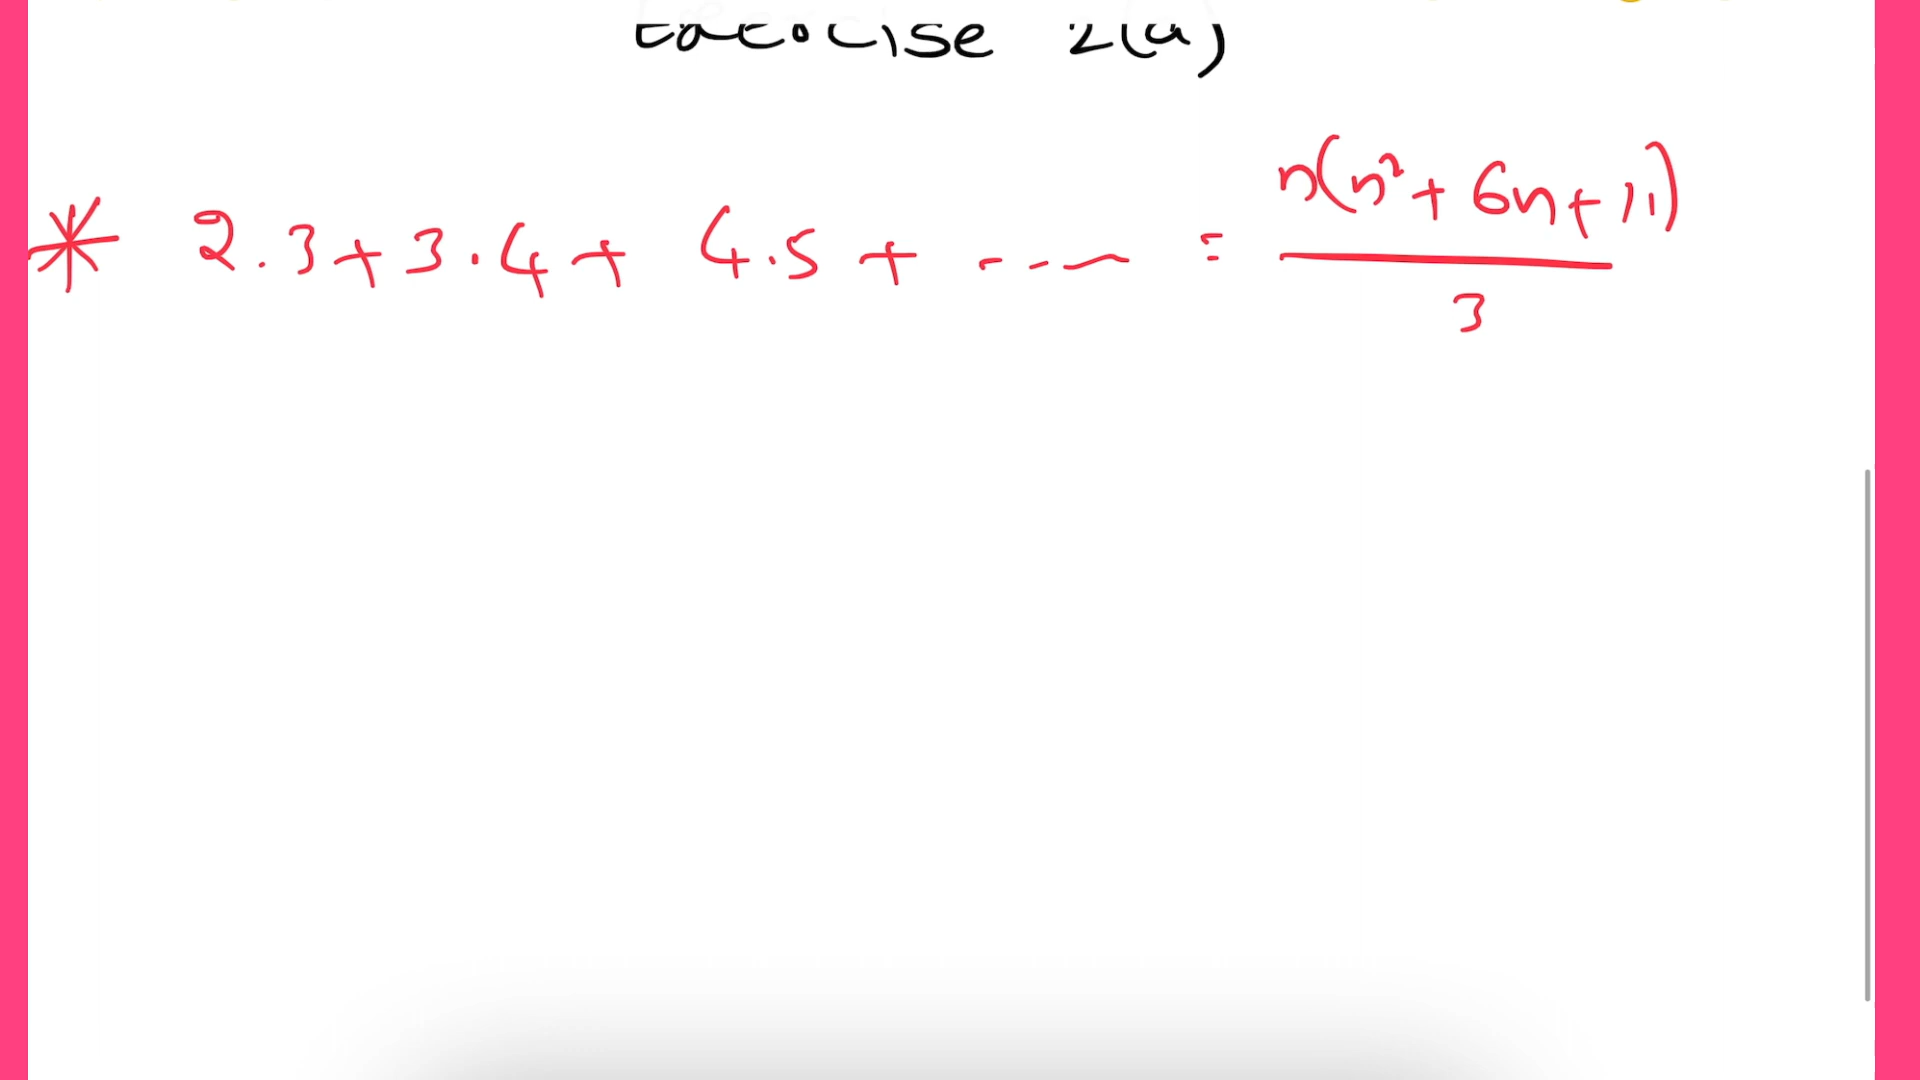 Exercise 2(a)
* 2.3 + 3.4 + 4.5 + ---- = n(n² + 6n + 11)
3